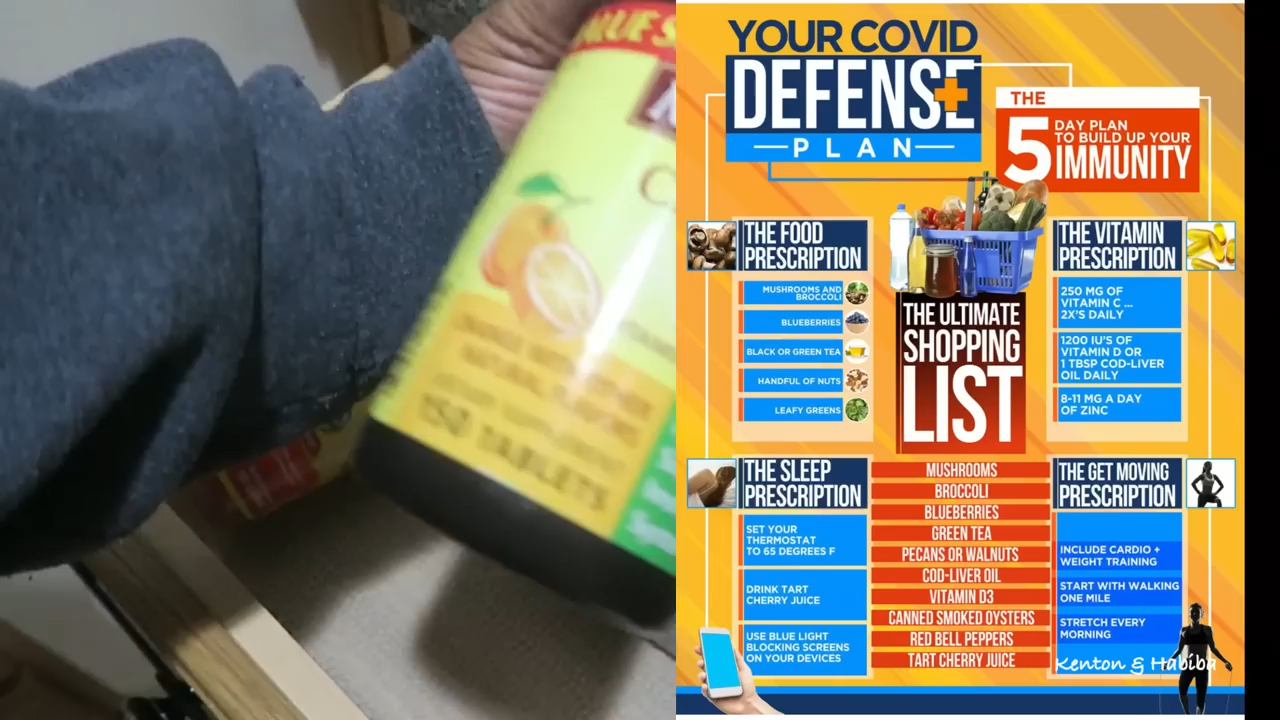 150 TABLETS
YOUR COVID
DEFENSE
PLAN
THE
5 DAY PLAN
TO BUILD UP YOUR
IMMUNITY
THE FOOD
PRESCRIPTION
MUSHROOMS AND
BROCCOLI
BLUEBERRIES
BLACK OR GREEN TEA
HANDFUL OF NUTS
LEAFY GREENS
THE VITAMIN
PRESCRIPTION
250 MG OF
VITAMIN C ...
2X'S DAILY
1200 IU'S OF
VITAMIN D OR
1 TBSP COD-LIVER
OIL DAILY
8-11 MG A DAY
OF ZINC
THE ULTIMATE
SHOPPING
LIST
MUSHROOMS
BROCCOLI
BLUEBERRIES
GREEN TEA
PECANS OR WALNUTS
COD-LIVER OIL
VITAMIN D3
CANNED SMOKED OYSTERS
RED BELL PEPPERS
TART CHERRY JUICE
THE SLEEP
PRESCRIPTION
SET YOUR
THERMOSTAT
TO 65 DEGREES F
DRINK TART
CHERRY JUICE
USE BLUE LIGHT
BLOCKING SCREENS
ON YOUR DEVICES
THE GET MOVING
PRESCRIPTION
INCLUDE CARDIO +
WEIGHT TRAINING
START WITH WALKING
ONE MILE
STRETCH EVERY
MORNING
Kenton & Habiba